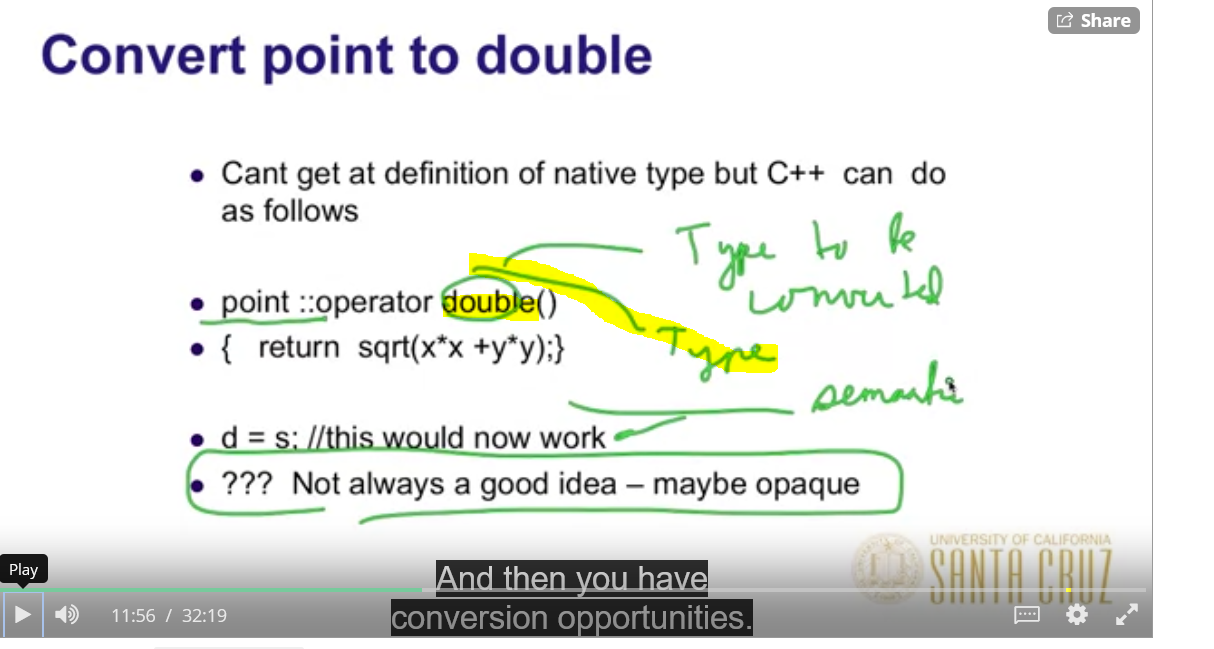 Share
Convert point to double
Cant get at definition of native type but C++ can do
as follows
Type to be
converted
point ::operator double()
{ return sqrt(x*x +y*y);}
Type
semantic
d = s; //this would now work
??? Not always a good idea – maybe opaque
UNIVERSITY OF CALIFORNIA
SANTA CRUZ
Play
And then you have
conversion opportunities.
11:56 / 32:19